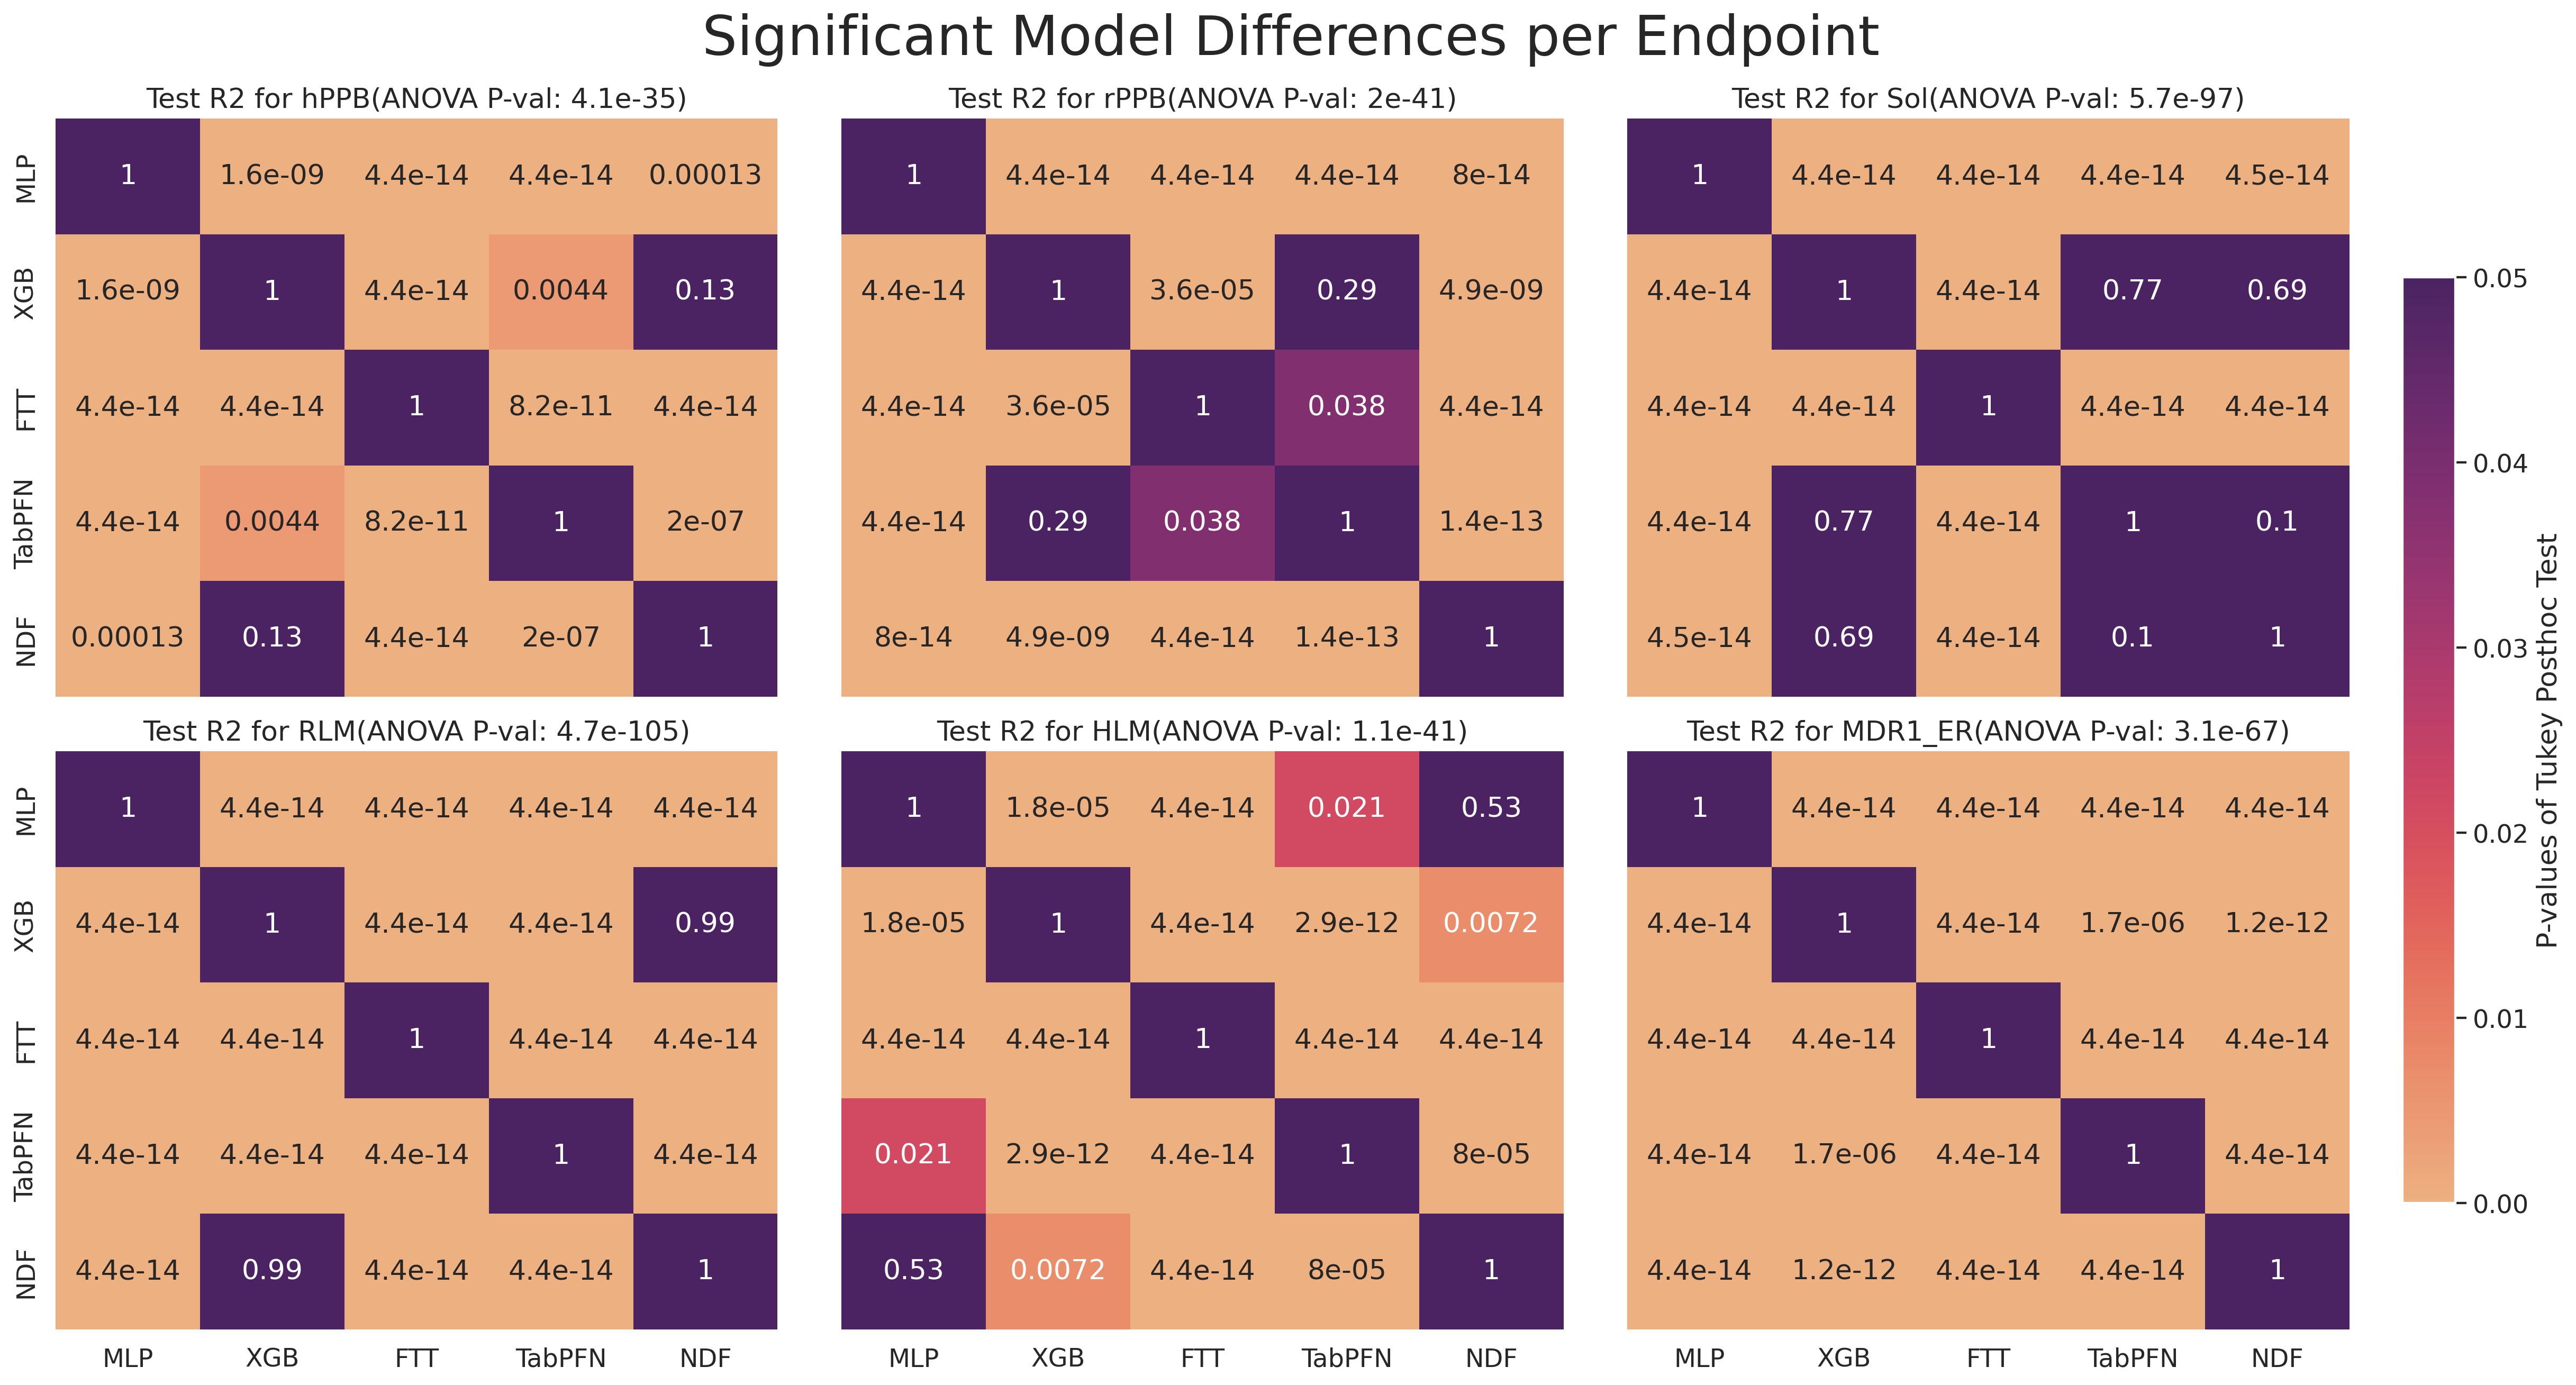 Significant Model Differences per Endpoint
Test R2 for hPPB(ANOVA P-val: 4.1e-35)
MLP 1 1.6e-09 4.4e-14 4.4e-14 0.00013
XGB 1.6e-09 1 4.4e-14 0.0044 0.13
FTT 4.4e-14 4.4e-14 1 8.2e-11 4.4e-14
TabPFN 4.4e-14 0.0044 8.2e-11 1 2e-07
NDF 0.00013 0.13 4.4e-14 2e-07 1
Test R2 for rPPB(ANOVA P-val: 2e-41)
1 4.4e-14 4.4e-14 4.4e-14 8e-14
4.4e-14 1 3.6e-05 0.29 4.9e-09
4.4e-14 3.6e-05 1 0.038 4.4e-14
4.4e-14 0.29 0.038 1 1.4e-13
8e-14 4.9e-09 4.4e-14 1.4e-13 1
Test R2 for Sol(ANOVA P-val: 5.7e-97)
1 4.4e-14 4.4e-14 4.4e-14 4.5e-14
4.4e-14 1 4.4e-14 0.77 0.69
4.4e-14 4.4e-14 1 4.4e-14 4.4e-14
4.4e-14 0.77 4.4e-14 1 0.1
4.5e-14 0.69 4.4e-14 0.1 1
Test R2 for RLM(ANOVA P-val: 4.7e-105)
MLP 1 4.4e-14 4.4e-14 4.4e-14 4.4e-14
XGB 4.4e-14 1 4.4e-14 4.4e-14 0.99
FTT 4.4e-14 4.4e-14 1 4.4e-14 4.4e-14
TabPFN 4.4e-14 4.4e-14 4.4e-14 1 4.4e-14
NDF 4.4e-14 0.99 4.4e-14 4.4e-14 1
MLP XGB FTT TabPFN NDF
Test R2 for HLM(ANOVA P-val: 1.1e-41)
1 1.8e-05 4.4e-14 0.021 0.53
1.8e-05 1 4.4e-14 2.9e-12 0.0072
4.4e-14 4.4e-14 1 4.4e-14 4.4e-14
0.021 2.9e-12 4.4e-14 1 8e-05
0.53 0.0072 4.4e-14 8e-05 1
MLP XGB FTT TabPFN NDF
Test R2 for MDR1_ER(ANOVA P-val: 3.1e-67)
1 4.4e-14 4.4e-14 4.4e-14 4.4e-14
4.4e-14 1 4.4e-14 1.7e-06 1.2e-12
4.4e-14 4.4e-14 1 4.4e-14 4.4e-14
4.4e-14 1.7e-06 4.4e-14 1 4.4e-14
4.4e-14 1.2e-12 4.4e-14 4.4e-14 1
MLP XGB FTT TabPFN NDF
0.05
0.04
0.03
0.02
0.01
0.00
P-values of Tukey Posthoc Test